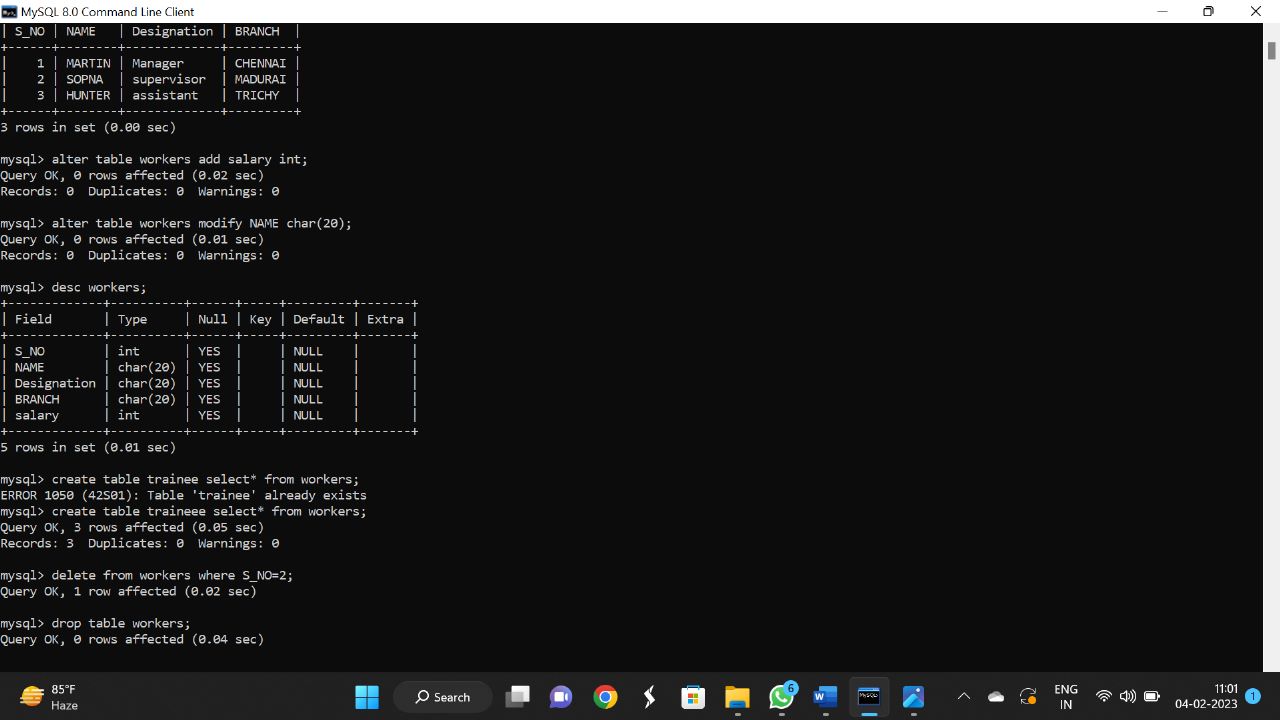 MySQL 8.0 Command Line Client
| S_NO | NAME   | Designation | BRANCH  |
+------+--------+-------------+---------+
|    1 | MARTIN | Manager     | CHENNAI |
|    2 | SOPNA  | supervisor  | MADURAI |
|    3 | HUNTER | assistant   | TRICHY  |
+------+--------+-------------+---------+
3 rows in set (0.00 sec)
mysql> alter table workers add salary int;
Query OK, 0 rows affected (0.02 sec)
Records: 0  Duplicates: 0  Warnings: 0
mysql> alter table workers modify NAME char(20);
Query OK, 0 rows affected (0.01 sec)
Records: 0  Duplicates: 0  Warnings: 0
mysql> desc workers;
+-------------+----------+------+-----+---------+-------+
| Field       | Type     | Null | Key | Default | Extra |
+-------------+----------+------+-----+---------+-------+
| S_NO        | int      | YES  |     | NULL    |       |
| NAME        | char(20) | YES  |     | NULL    |       |
| Designation | char(20) | YES  |     | NULL    |       |
| BRANCH      | char(20) | YES  |     | NULL    |       |
| salary      | int      | YES  |     | NULL    |       |
+-------------+----------+------+-----+---------+-------+
5 rows in set (0.01 sec)
mysql> create table trainee select* from workers;
ERROR 1050 (42S01): Table 'trainee' already exists
mysql> create table traineee select* from workers;
Query OK, 3 rows affected (0.05 sec)
Records: 3  Duplicates: 0  Warnings: 0
mysql> delete from workers where S_NO=2;
Query OK, 1 row affected (0.02 sec)
mysql> drop table workers;
Query OK, 0 rows affected (0.04 sec)
85°F
Haze
Search
6
MySQL
ENG
IN
11:01
04-02-2023
1